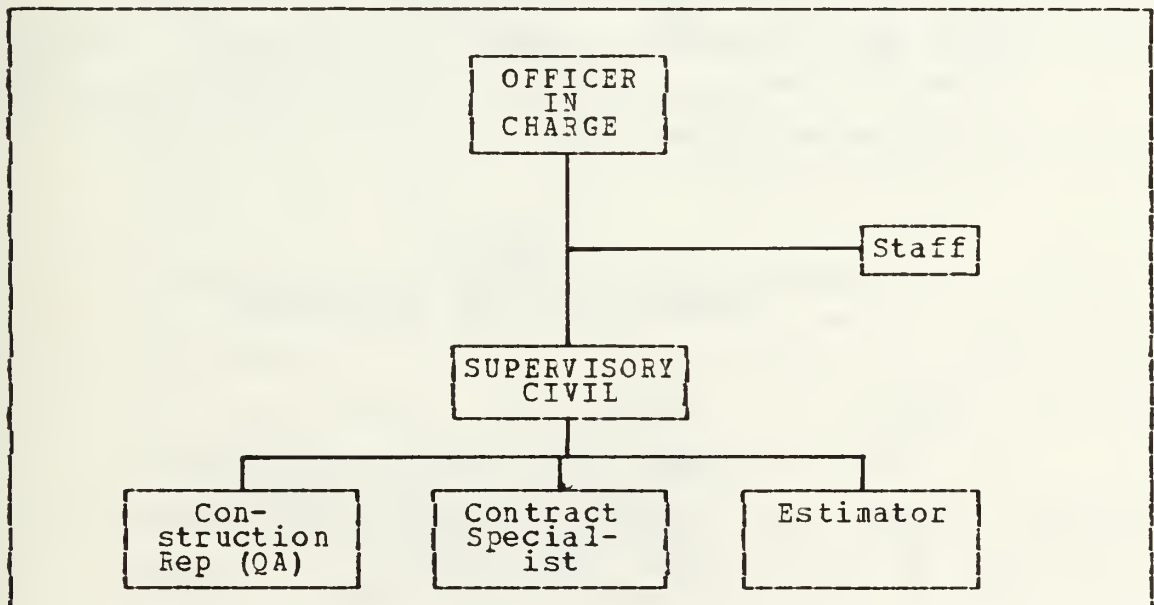 OFFICER
IN
CHARGE
Staff
SUPERVISORY
CIVIL
Con-
struction
Rep (QA)
Contract
Special-
ist
Estimator